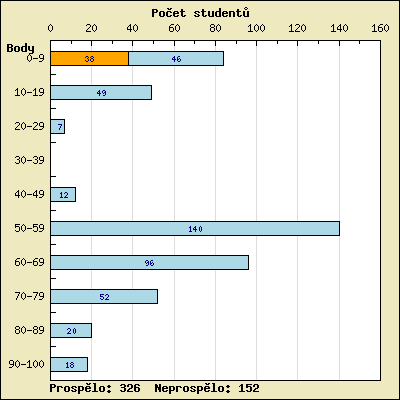 Počet studentů
0 20 40 60 80 100 120 140 160
Body
0-9 38 46
10-19 49
20-29 7
30-39
40-49 12
50-59 140
60-69 96
70-79 52
80-89 20
90-100 18
Prospělo: 326 Neprospělo: 152